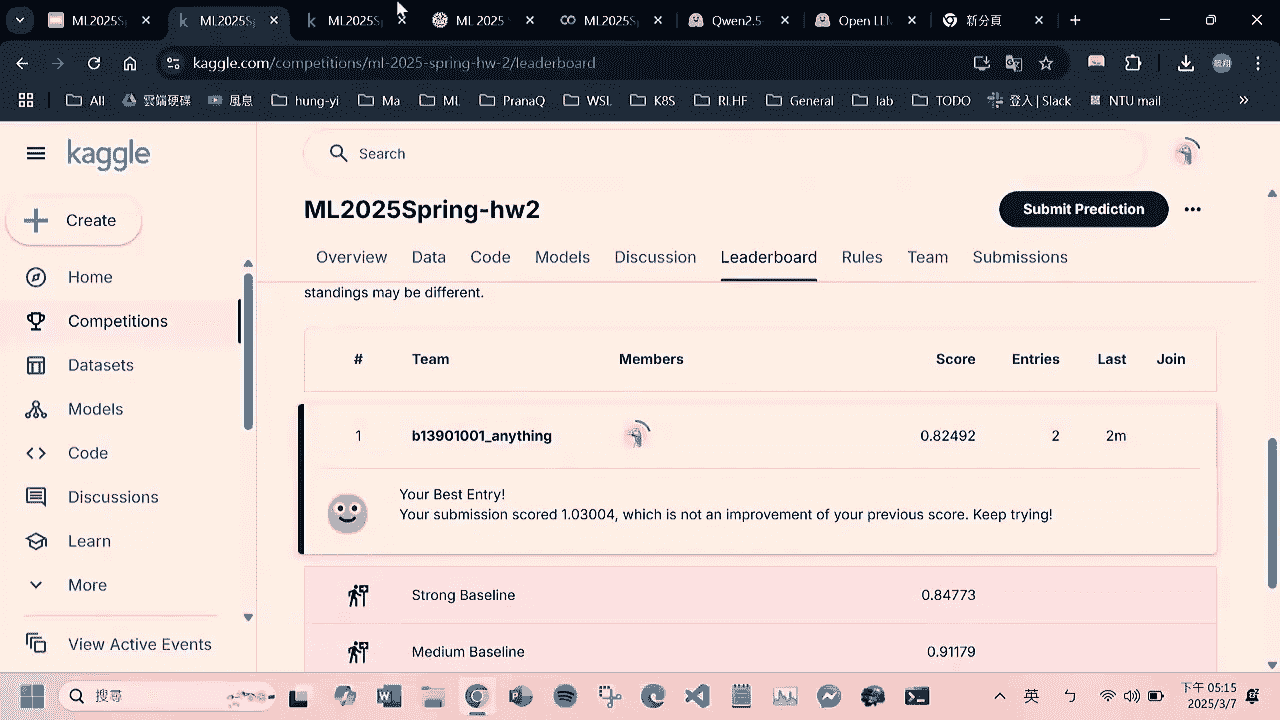 ML2025S
ML2025S
ML2025S
ML 2025
ML2025S
Qwen2.5
Open LL
新分頁
kaggle.com/competitions/ml-2025-spring-hw-2/leaderboard
All
雲端硬碟
風息
hung-yi
Ma
ML
PranaQ
WSL
K8S
RLHF
General
lab
TODO
登入 | Slack
NTU mail
kaggle
Search
Create
ML2025Spring-hw2
Submit Prediction
Overview Data Code Models Discussion Leaderboard Rules Team Submissions
Home
Competitions
Datasets
Models
Code
Discussions
Learn
More
View Active Events
standings may be different.
# Team Members Score Entries Last Join
1 b13901001_anything 0.82492 2 2m
Your Best Entry!
Your submission scored 1.03004, which is not an improvement of your previous score. Keep trying!
Strong Baseline 0.84773
Medium Baseline 0.91179
搜尋
英
ㄅ
下午 05:15
2025/3/7